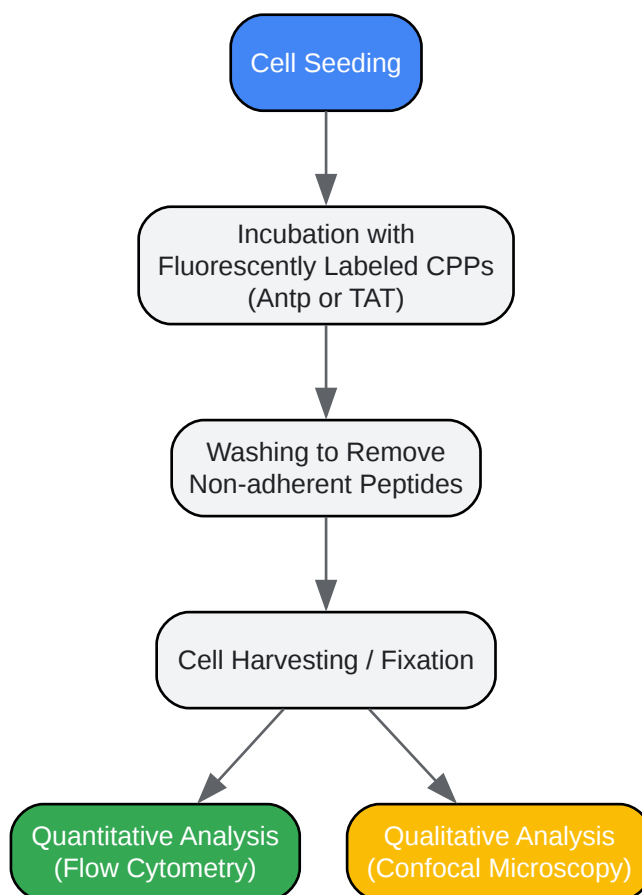 Cell Seeding
Incubation with
Fluorescently Labeled CPPs
(Antp or TAT)
Washing to Remove
Non-adherent Peptides
Cell Harvesting / Fixation
Quantitative Analysis
(Flow Cytometry)
Qualitative Analysis
(Confocal Microscopy)